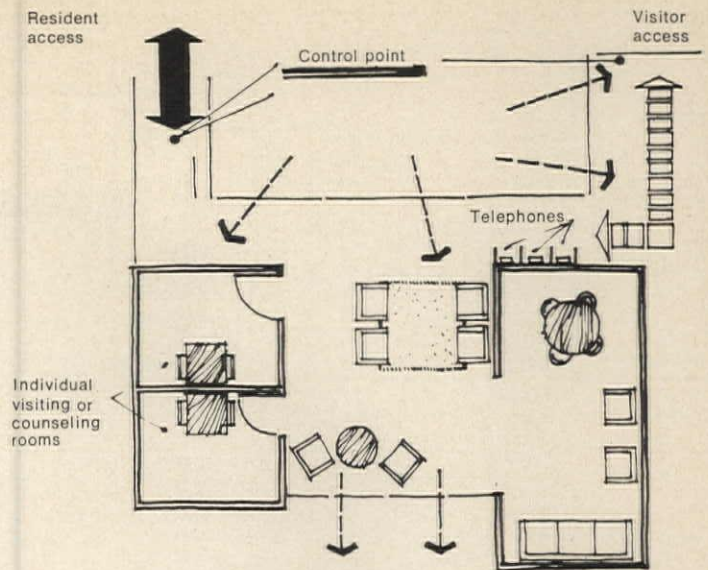 Resident
access
Visitor
access
Control point
Telephones
Individual
visiting or
counseling
rooms